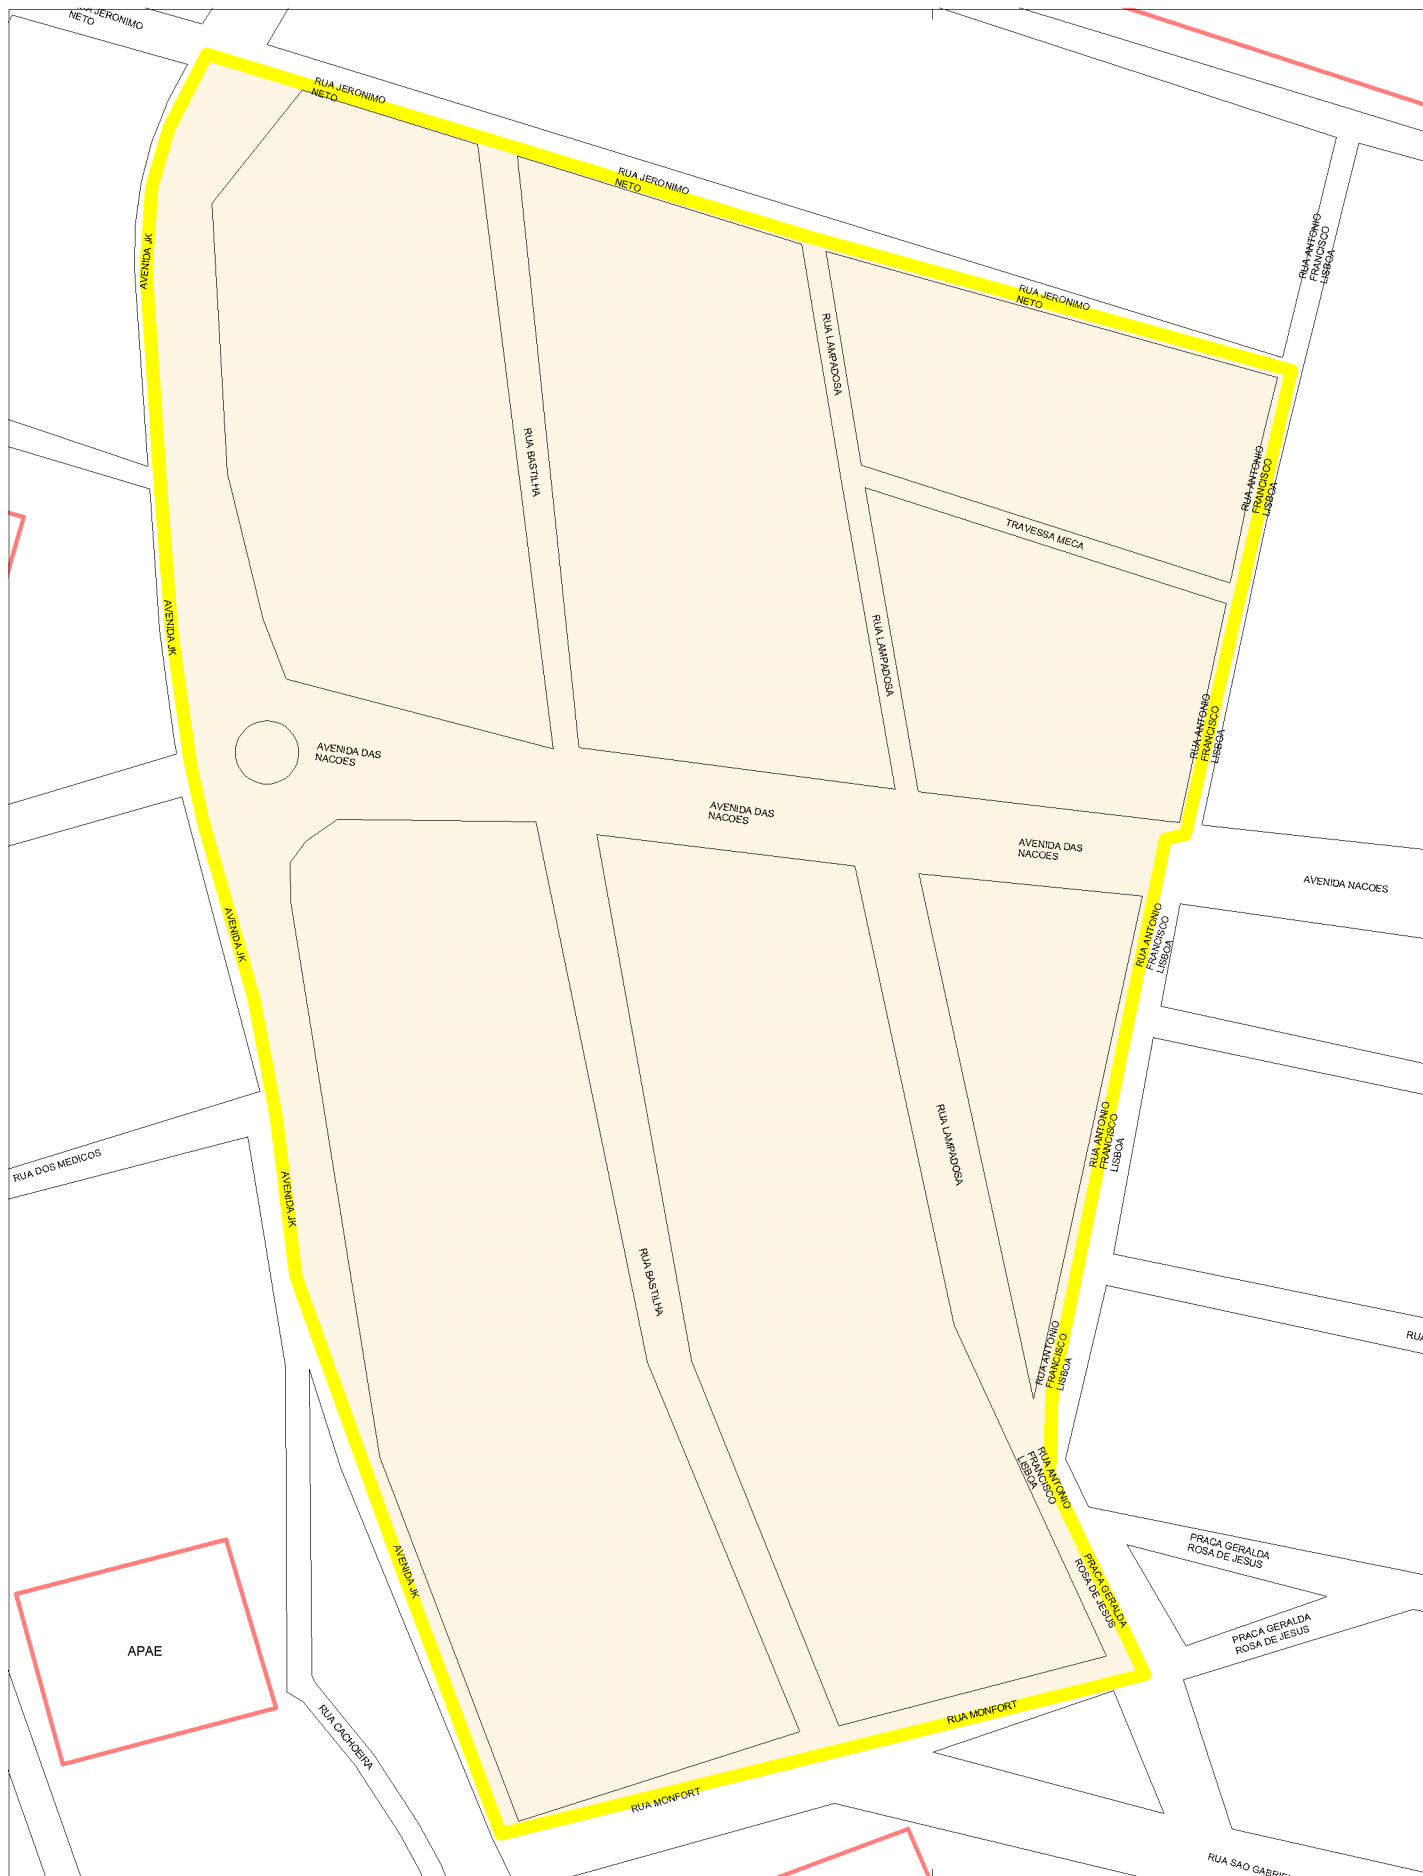 JERONIMO
NETO
RUA JERONIMO
NETO
RUA JERONIMO
NETO
RUA ANTONIO
FRANCISCO
LISBOA
AVENIDA JK
RUA JERONIMO
NETO
RUA LAMPADOSA
RUA BASTILHA
RUA ANTONIO
FRANCISCO
LISBOA
TRAVESSA MECA
AVENIDA JK
RUA LAMPADOSA
RUA ANTONIO
FRANCISCO
LISBOA
AVENIDA DAS
NACOES
AVENIDA DAS
NACOES
AVENIDA DAS
NACOES
AVENIDA NACOES
AVENIDA JK
RUA ANTONIO
FRANCISCO
LISBOA
RUA DOS MEDICOS
AVENIDA JK
RUA LAMPADOSA
RUA ANTONIO
FRANCISCO
LISBOA
RUA BASTILHA
RUA ANTONIO
FRANCISCO
LISBOA
RUA
RUA ANTONIO
FRANCISCO
LISBOA
AVENIDA JK
PRACA GERALDA
ROSA DE JESUS
PRACA GERALDA
ROSA DE JESUS
PRACA GERALDA
ROSA DE JESUS
APAE
RUA CACHOEIRA
RUA MONFORT
RUA MONFORT
RUA SAO